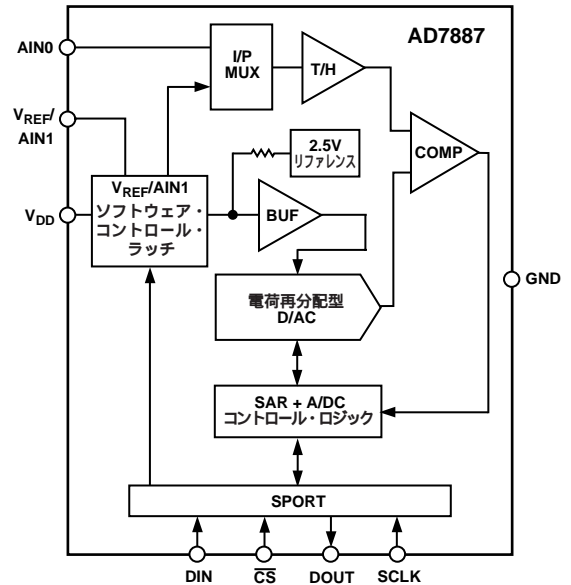 AD7887
AIN0
I/P
MUX
T/H
VREF/
AIN1
2.5V
リファレンス
COMP
VREF/AIN1
ソフトウェア・
コントロール・
ラッチ
VDD
BUF
GND
電荷再分配型
D/AC
SAR + A/DC
コントロール・ロジック
SPORT
DIN
CS
DOUT
SCLK